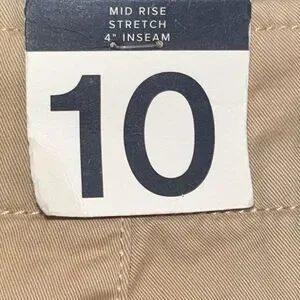 MID RISE
STRETCH
4" INSEAM
10